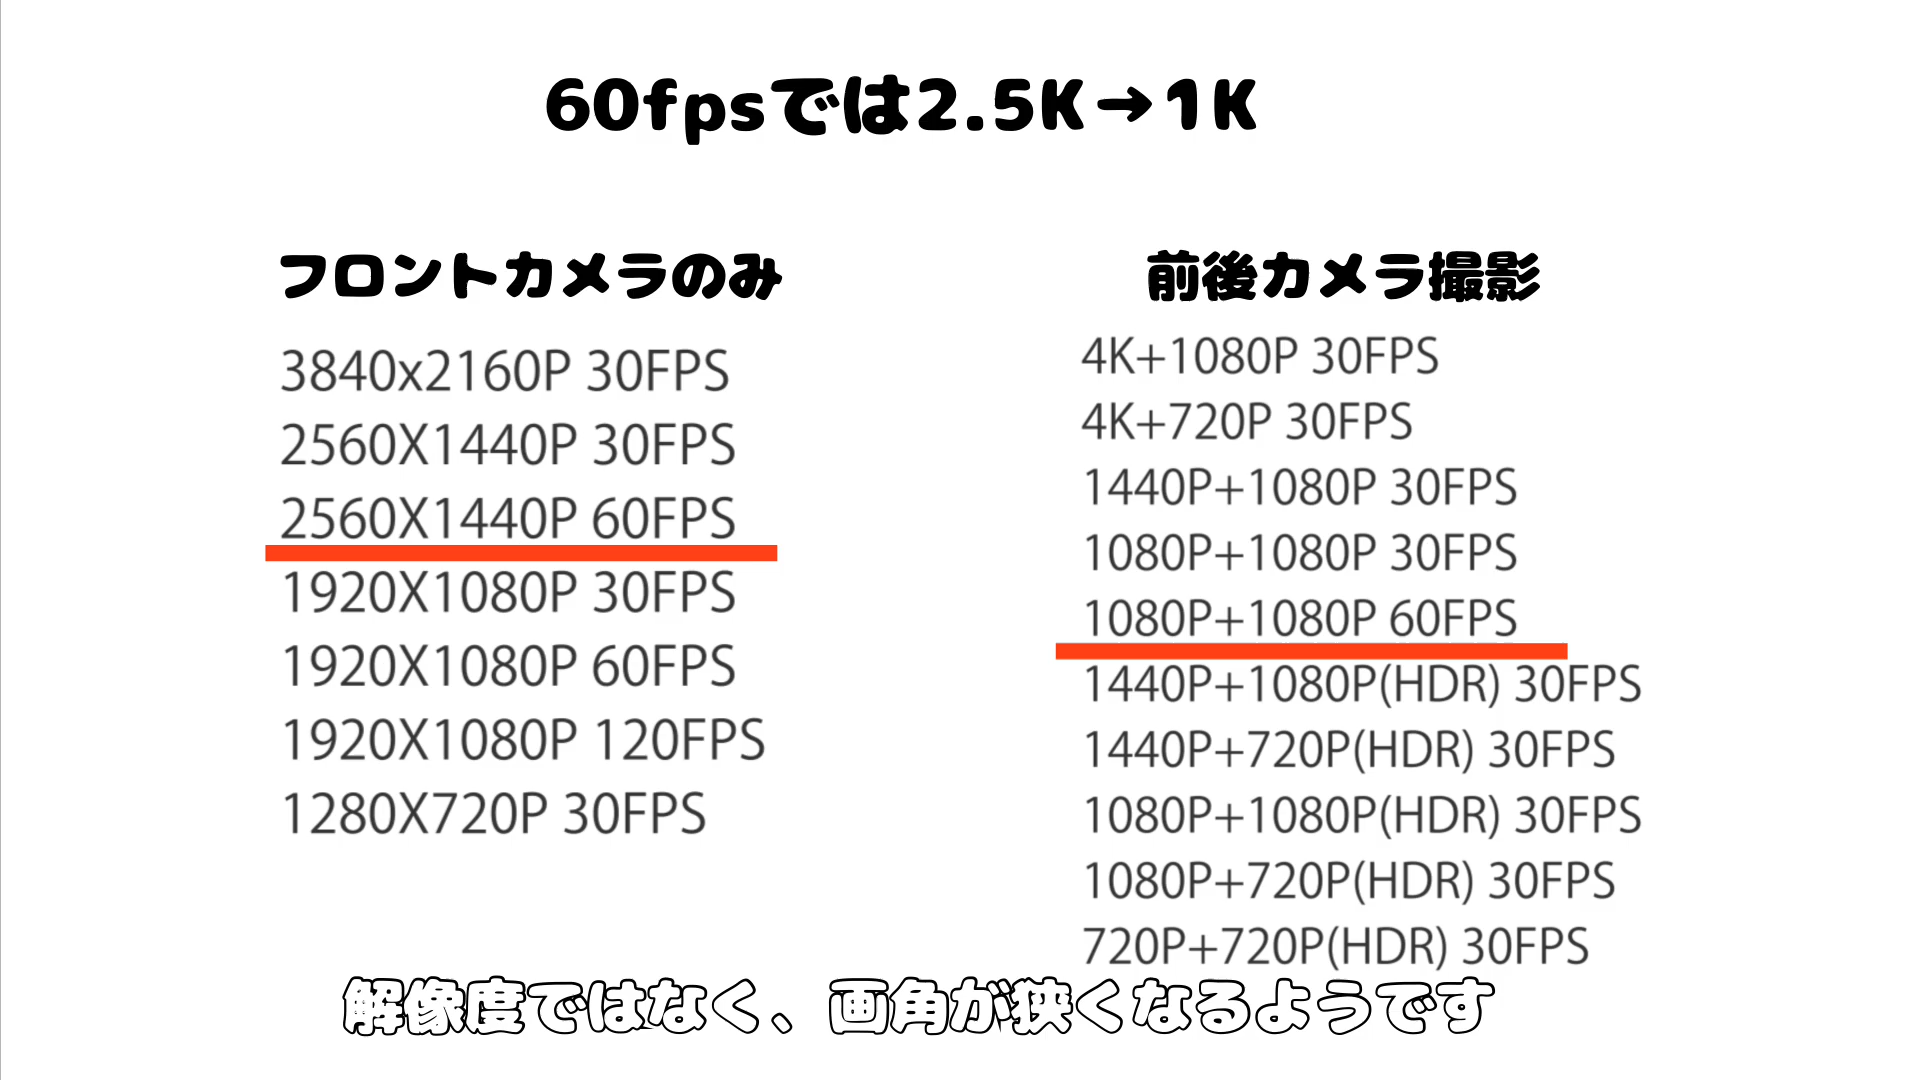 60fpsでは2.5K→1K
フロントカメラのみ
3840x2160P 30FPS
2560X1440P 30FPS
2560X1440P 60FPS
1920X1080P 30FPS
1920X1080P 60FPS
1920X1080P 120FPS
1280X720P 30FPS
前後カメラ撮影
4K+1080P 30FPS
4K+720P 30FPS
1440P+1080P 30FPS
1080P+1080P 30FPS
1080P+1080P 60FPS
1440P+1080P(HDR) 30FPS
1440P+720P(HDR) 30FPS
1080P+1080P(HDR) 30FPS
1080P+720P(HDR) 30FPS
720P+720P(HDR) 30FPS
解像度ではなく、画角が狭くなるようです